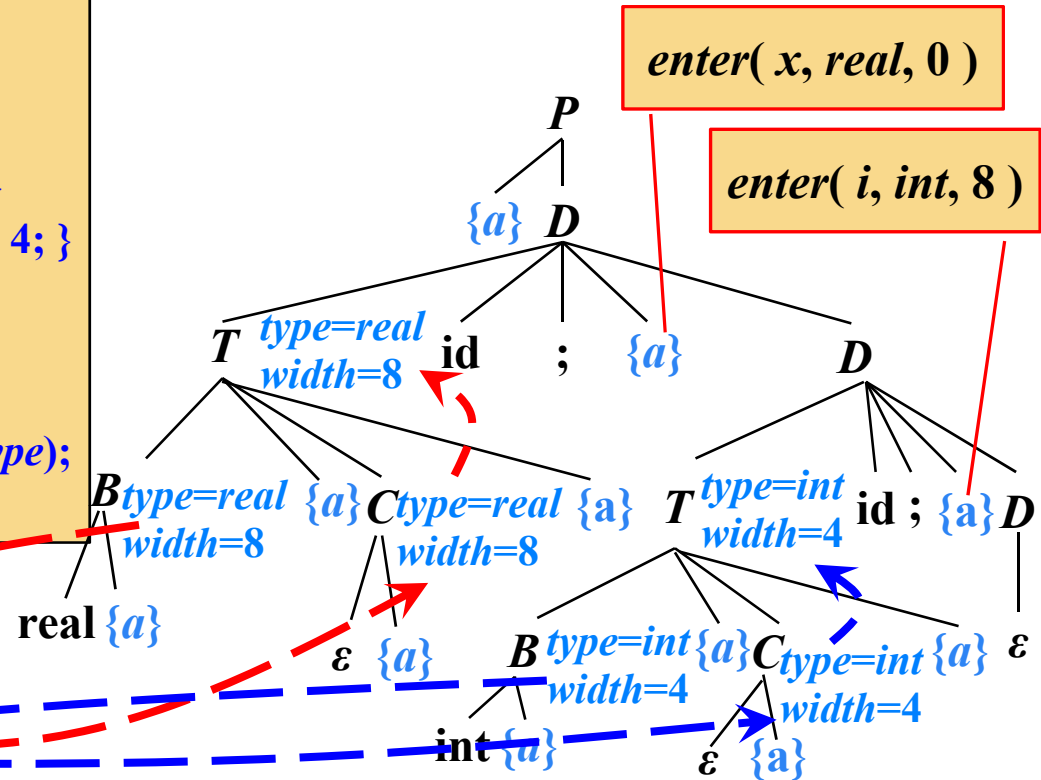 enter( x, real, 0 )
P
enter( i, int, 8 )
4; }
{a} D
T type=real width=8 id ; {a} D
ype);
B type=real width=8 {a} C type=real width=8 {a} T type=int width=4 id ; {a} D
real {a} ε {a} B type=int width=4 {a} C type=int width=4 {a} ε
int {a} ε {a}